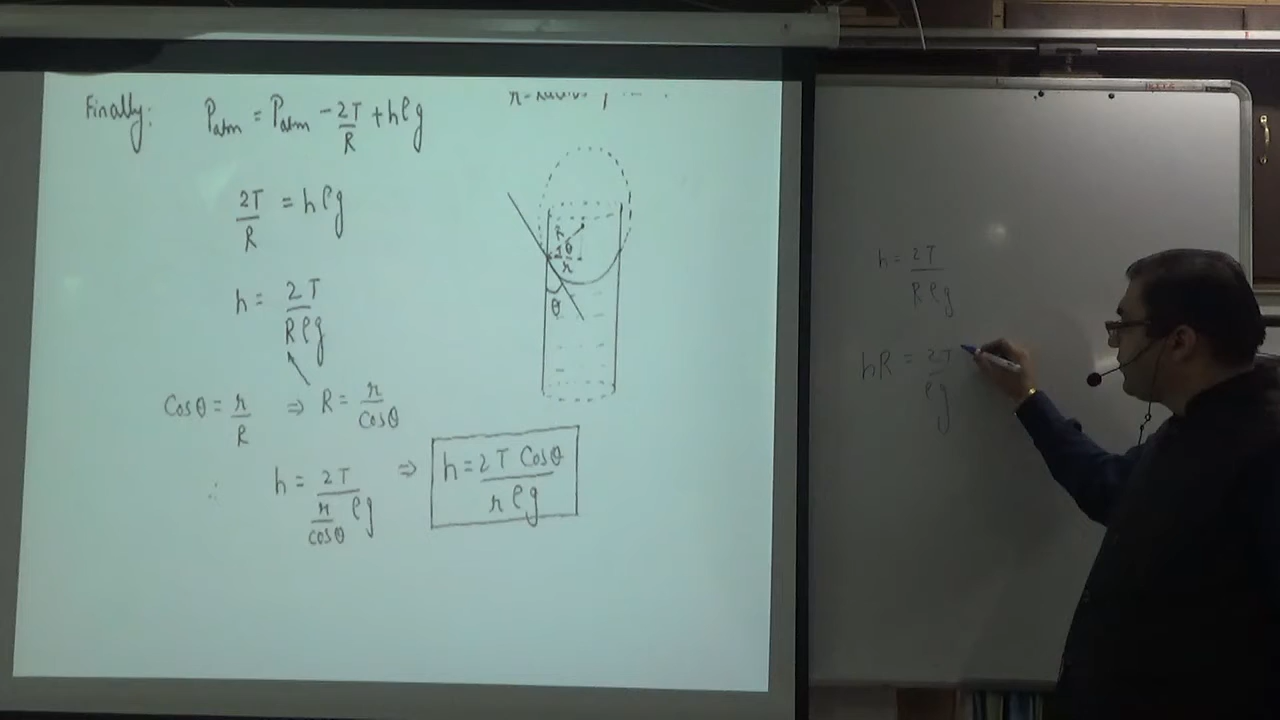 Finally: Patm = Patm - 2T/R + hρg
2T/R = hρg
h = 2T/Rρg
Cosθ = r/R ⇒ R = r/cosθ
∴ h = 2T/(r/cosθ)ρg ⇒ h = 2T Cosθ/rρg
R
θ
r
θ
h = 2T/Rρg
hR = 2T/ρg